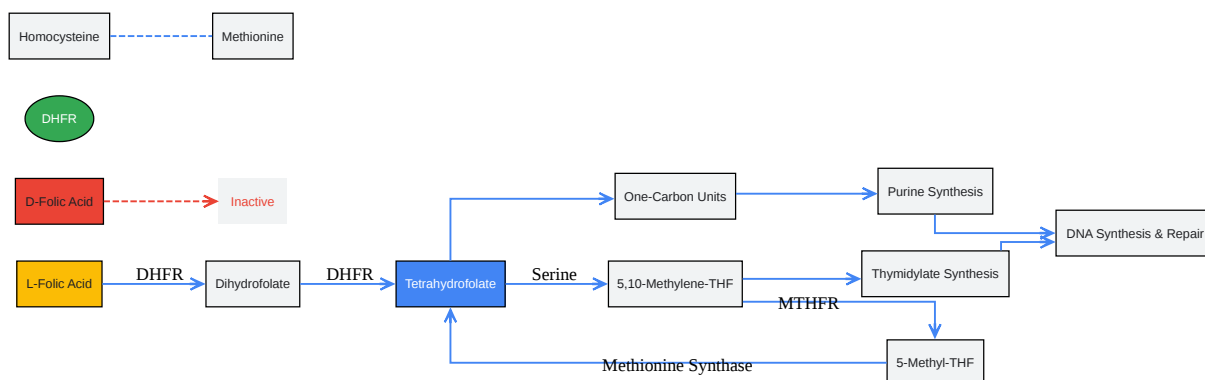 Homocysteine
Methionine
DHFR
D-Folic Acid
Inactive
One-Carbon Units
Purine Synthesis
DNA Synthesis & Repair
L-Folic Acid
DHFR
Dihydrofolate
DHFR
Tetrahydrofolate
Serine
5,10-Methylene-THF
Thymidylate Synthesis
MTHFR
Methionine Synthase
5-Methyl-THF